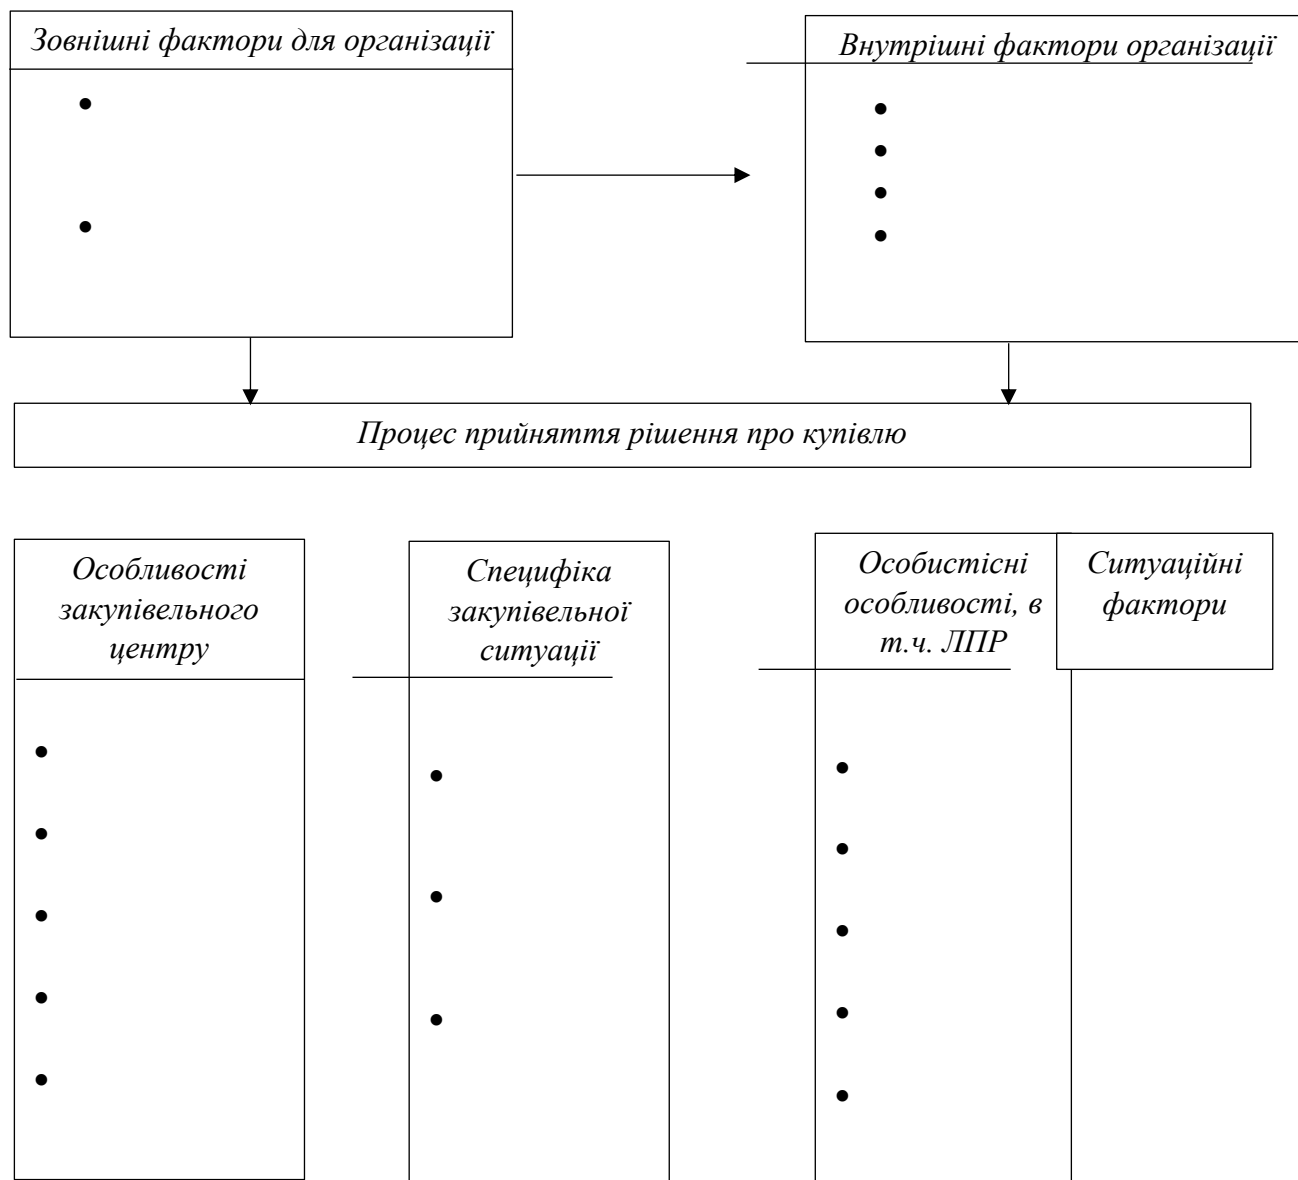 Зовнішні фактори для організації
Внутрішні фактори організації
•
•
•
•
•
•
Процес прийняття рішення про купівлю
Особливості
закупівельного
центру
•
•
•
•
•
Специфіка
закупівельної
ситуації
•
•
•
Особистісні
особливості, в
т.ч. ЛПР
•
•
•
•
•
Ситуаційні
фактори